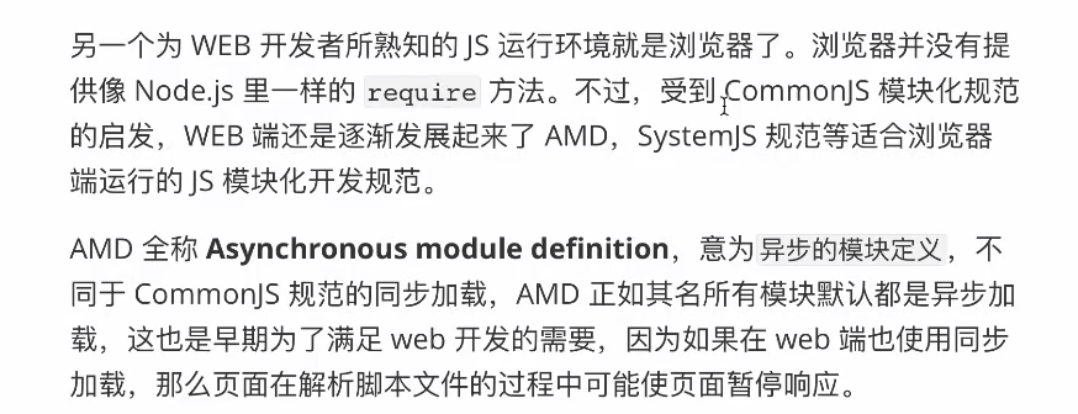 另一个为 WEB 开发者所熟知的 JS 运行环境就是浏览器了。浏览器并没有提
供像 Node.js 里一样的 require 方法。不过，受到 CommonJS 模块化规范
的启发，WEB 端还是逐渐发展起来了 AMD，SystemJS 规范等适合浏览器
端运行的 JS 模块化开发规范。
AMD 全称 Asynchronous module definition，意为异步的模块定义，不
同于 CommonJS 规范的同步加载，AMD 正如其名所有模块默认都是异步加
载，这也是早期为了满足 web 开发的需要，因为如果在 web 端也使用同步
加载，那么页面在解析脚本文件的过程中可能使页面暂停响应。